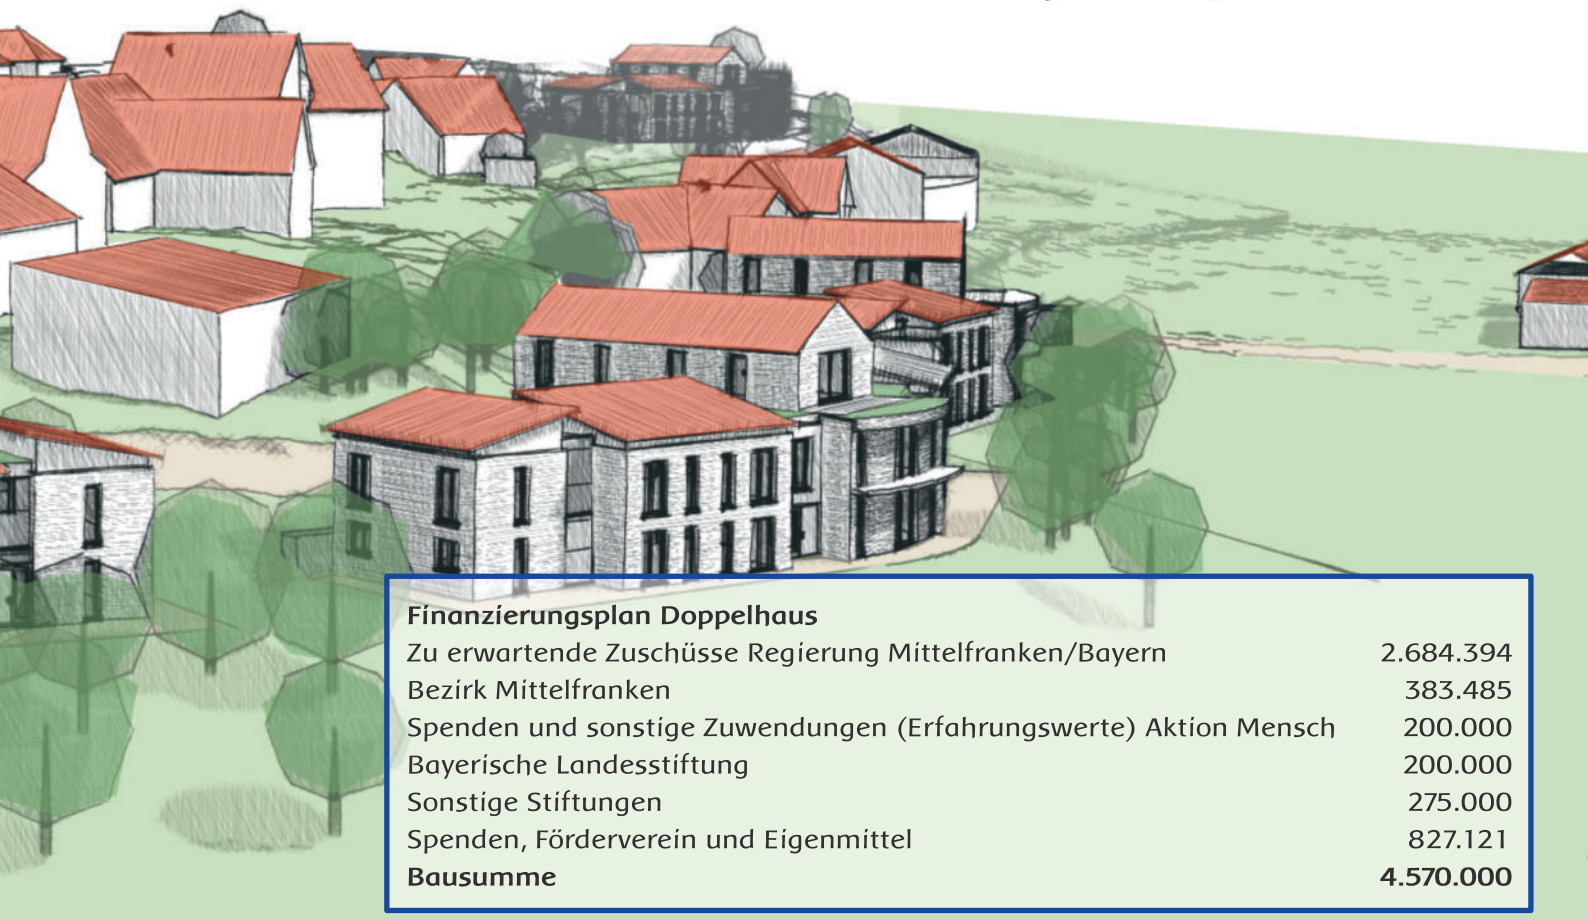 Finanzierungsplan Doppelhaus
Zu erwartende Zuschüsse Regierung Mittelfranken/Bayern 2.684.394
Bezirk Mittelfranken 383.485
Spenden und sonstige Zuwendungen (Erfahrungswerte) Aktion Mensch 200.000
Bayerische Landesstiftung 200.000
Sonstige Stiftungen 275.000
Spenden, Förderverein und Eigenmittel 827.121
Bausumme 4.570.000